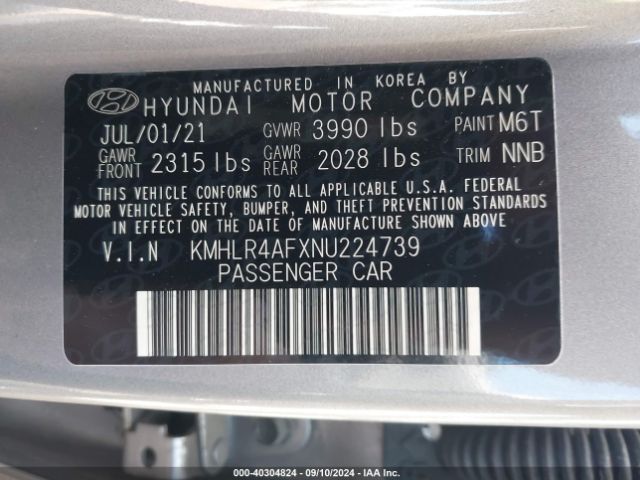 MANUFACTURED IN KOREA BY
HYUNDAI MOTOR COMPANY
JUL/01/21 GVWR 3990 lbs PAINT M6T
GAWR FRONT 2315 lbs GAWR REAR 2028 lbs TRIM NNB
THIS VEHICLE CONFORMS TO ALL APPLICABLE U.S.A. FEDERAL
MOTOR VEHICLE SAFETY, BUMPER, AND THEFT PREVENTION STANDARDS
IN EFFECT ON THE DATE OF MANUFACTURE SHOWN ABOVE.
V.I.N KMHLR4AFXNU224739
PASSENGER CAR
000-40304824 - 09/10/2024 - IAA Inc.